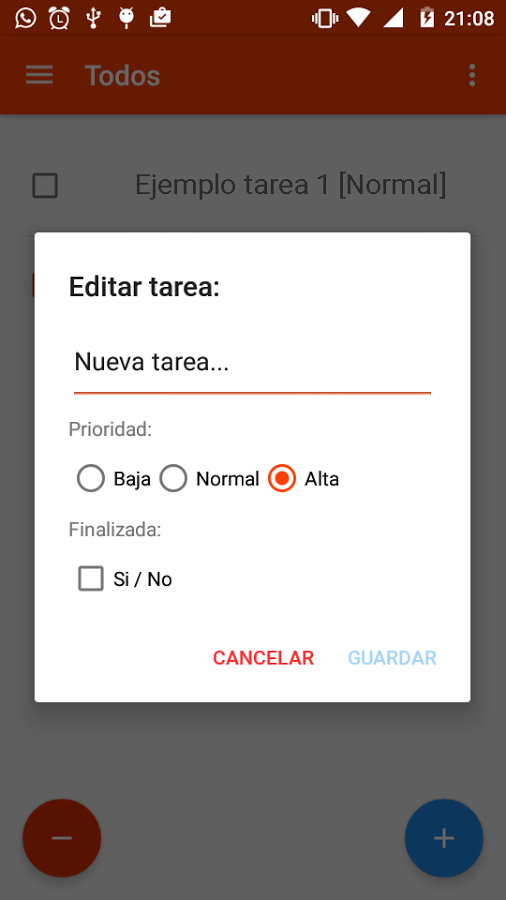 21:08
Todos
Ejemplo tarea 1 [Normal]
Editar tarea:
Nueva tarea...
Prioridad:
Baja Normal Alta
Finalizada:
Si / No
CANCELAR GUARDAR